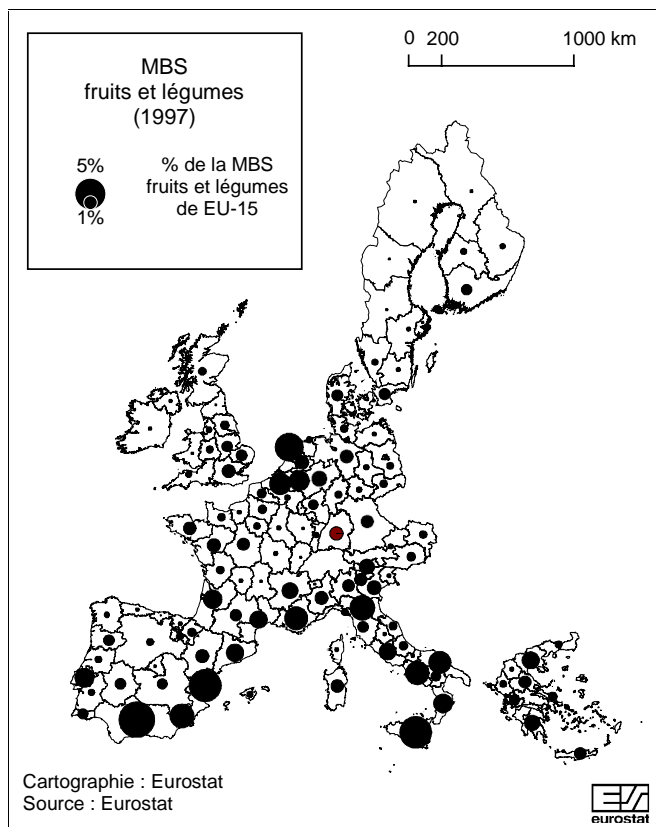 0 200 1000 km
MBS
fruits et légumes
(1997)
5% % de la MBS
fruits et légumes
1% de EU-15
Cartographie : Eurostat
Source : Eurostat
eurostat